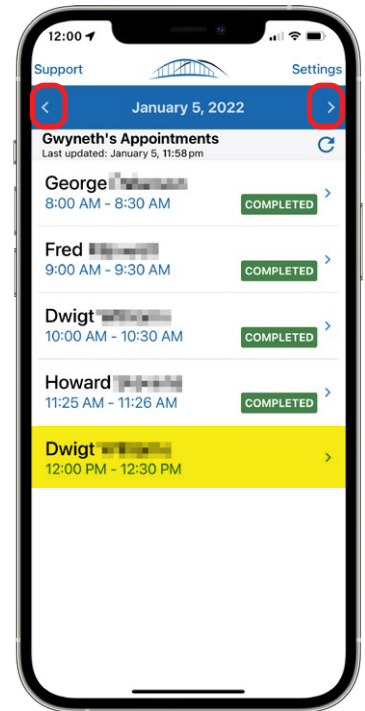 12:00
Support
Settings
January 5, 2022
Gwyneth's Appointments
Last updated: January 5, 11:58 pm
George
8:00 AM - 8:30 AM
COMPLETED
Fred
9:00 AM - 9:30 AM
COMPLETED
Dwigt
10:00 AM - 10:30 AM
COMPLETED
Howard
11:25 AM - 11:26 AM
COMPLETED
Dwigt
12:00 PM - 12:30 PM